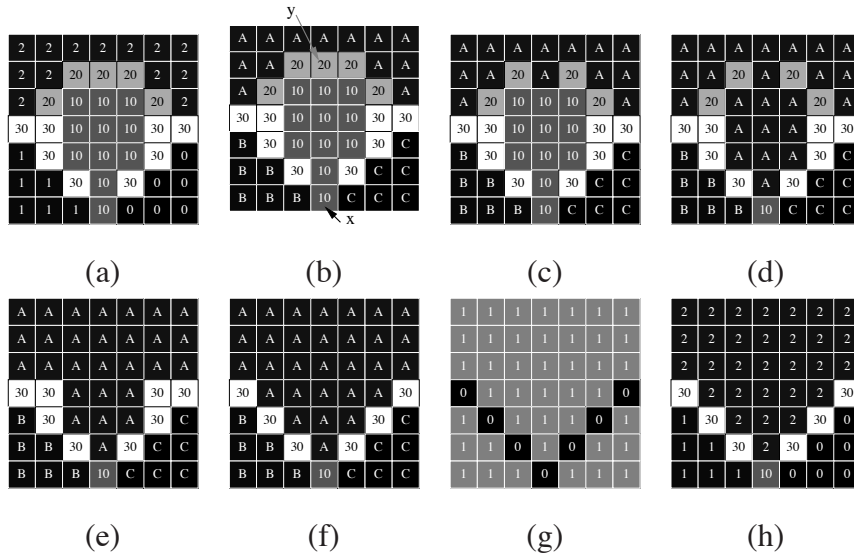 2 2 2 2 2 2 2
2 2 20 20 20 2 2
2 20 10 10 10 20 2
30 30 10 10 10 30 30
1 30 10 10 10 30 0
1 1 30 10 30 0 0
1 1 1 10 0 0 0
(a)
y
A A A A A A A
A A 20 20 20 A A
A 20 10 10 10 20 A
30 30 10 10 10 30 30
B 30 10 10 10 30 C
B B 30 10 30 C C
B B B 10 C C C
x
(b)
A A A A A A A
A A 20 A 20 A A
A 20 10 10 10 20 A
30 30 10 10 10 30 30
B 30 10 10 10 30 C
B B 30 10 30 C C
B B B 10 C C C
(c)
A A A A A A A
A A 20 A 20 A A
A 20 A A A 20 A
30 30 A A A 30 30
B 30 A A A 30 C
B B 30 A 30 C C
B B B 10 C C C
(d)
A A A A A A A
A A A A A A A
A A A A A A A
30 30 A A A 30 30
B 30 A A A 30 C
B B 30 A 30 C C
B B B 10 C C C
(e)
A A A A A A A
A A A A A A A
A A A A A A A
30 A A A A A 30
B 30 A A A 30 C
B B 30 A 30 C C
B B B 10 C C C
(f)
1 1 1 1 1 1 1
1 1 1 1 1 1 1
1 1 1 1 1 1 1
0 1 1 1 1 1 0
1 0 1 1 1 0 1
1 1 0 1 0 1 1
1 1 1 0 1 1 1
(g)
2 2 2 2 2 2 2
2 2 2 2 2 2 2
2 2 2 2 2 2 2
30 2 2 2 2 2 30
1 30 2 2 2 30 0
1 1 30 2 30 0 0
1 1 1 10 0 0 0
(h)